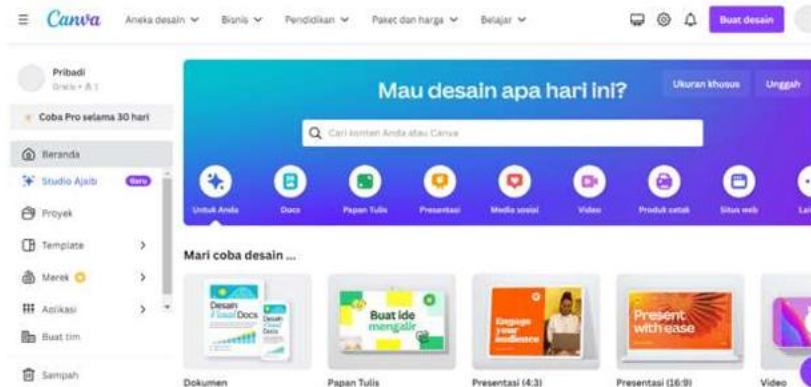 Canva
Aneka desain
Bisnis
Pendidikan
Paket dan harga
Belajar
Buat desain
Pribadi
Gratis
Coba Pro selama 30 hari
Beranda
Studio Ajaib
Baru
Proyek
Template
Merek
Aplikasi
Buat tim
Sampah
Mau desain apa hari ini?
Ukuran khusus
Unggah
Cari konten Anda atau Canva
Untuk Anda
Docs
Papan Tulis
Presentasi
Media sosial
Video
Produk cetak
Situs web
Mari coba desain ...
Desain
Visual Docs
Buat ide
mengalir
Engage
your
audience
Present
with ease
Dokumen
Papan Tulis
Presentasi (4:3)
Presentasi (16:9)
Video